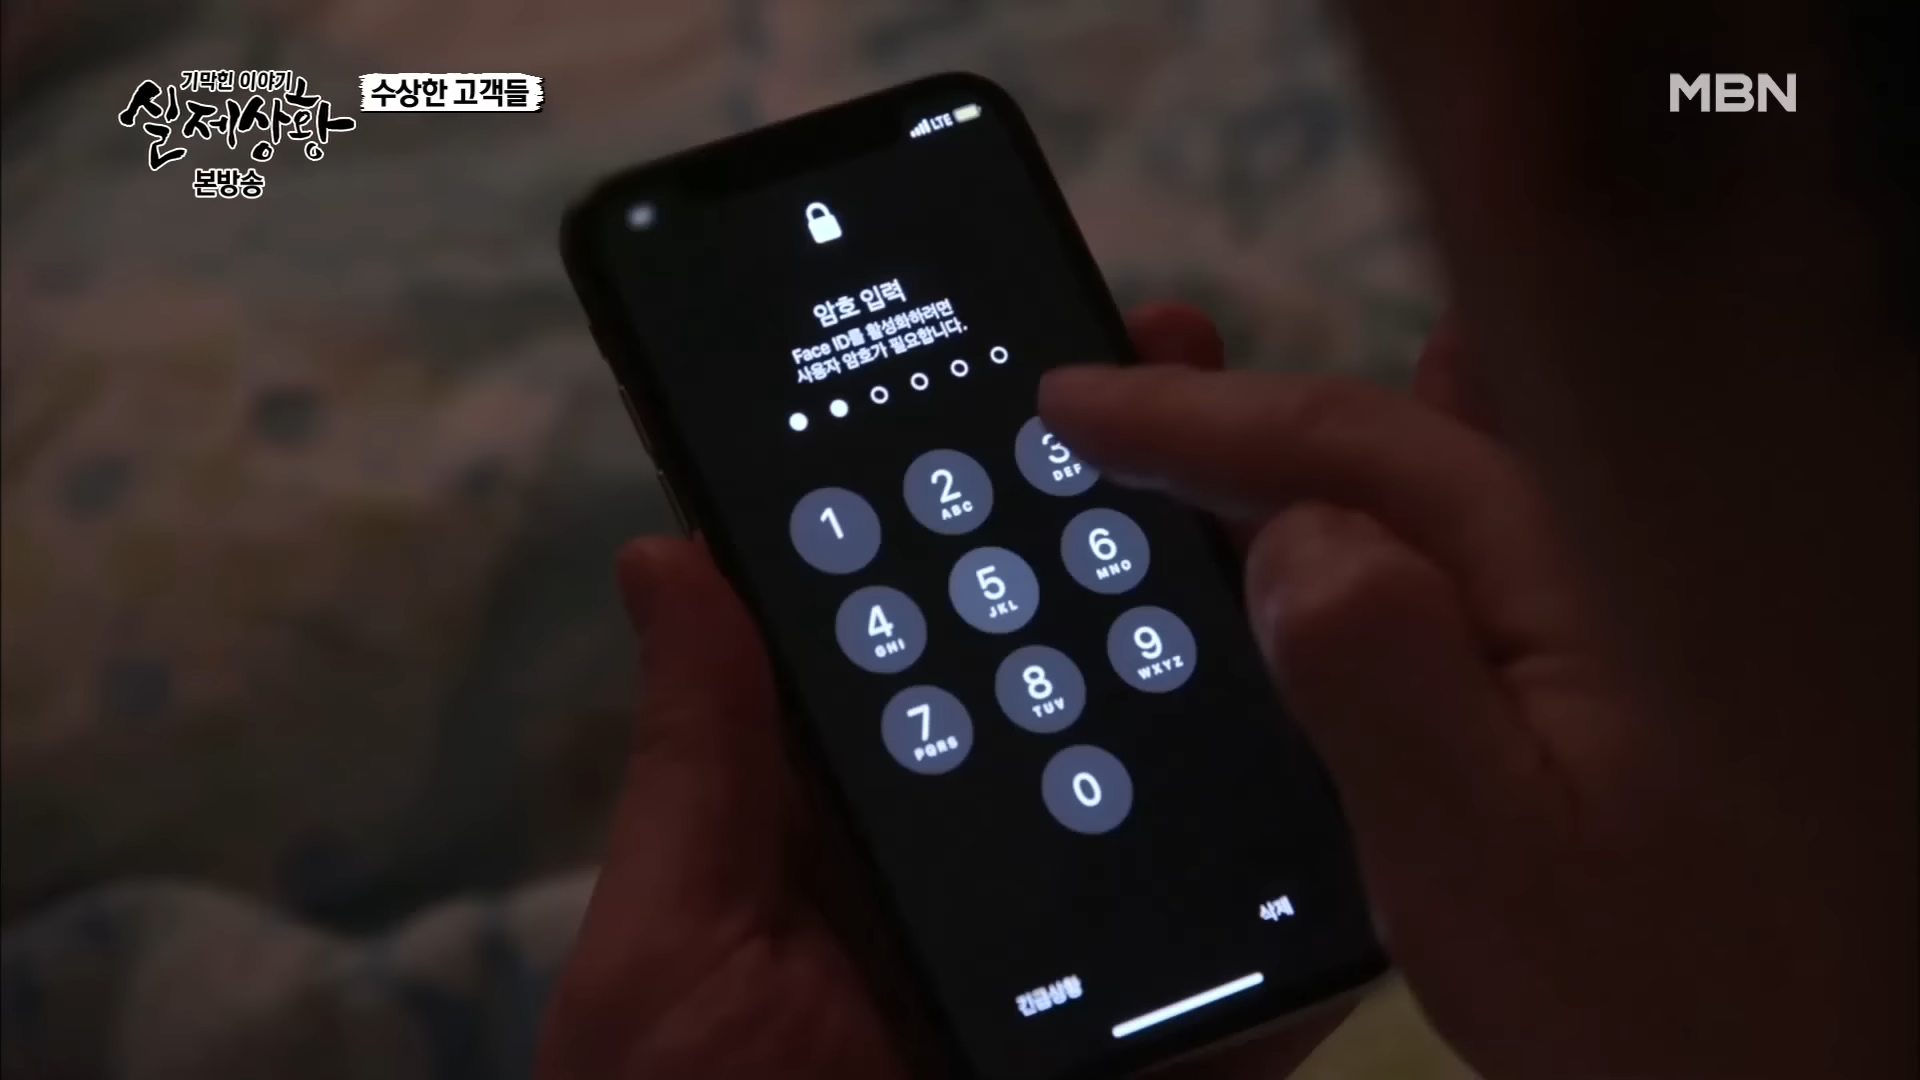 기막힌 이야기
실제상황
본방송
수상한 고객들
MBN
LTE
암호 입력
Face ID를 활성화하려면
사용자 암호가 필요합니다.
1
2
ABC
3
DEF
4
GHI
5
JKL
6
MNO
7
PQRS
8
TUV
9
WXYZ
0
삭제
긴급상황